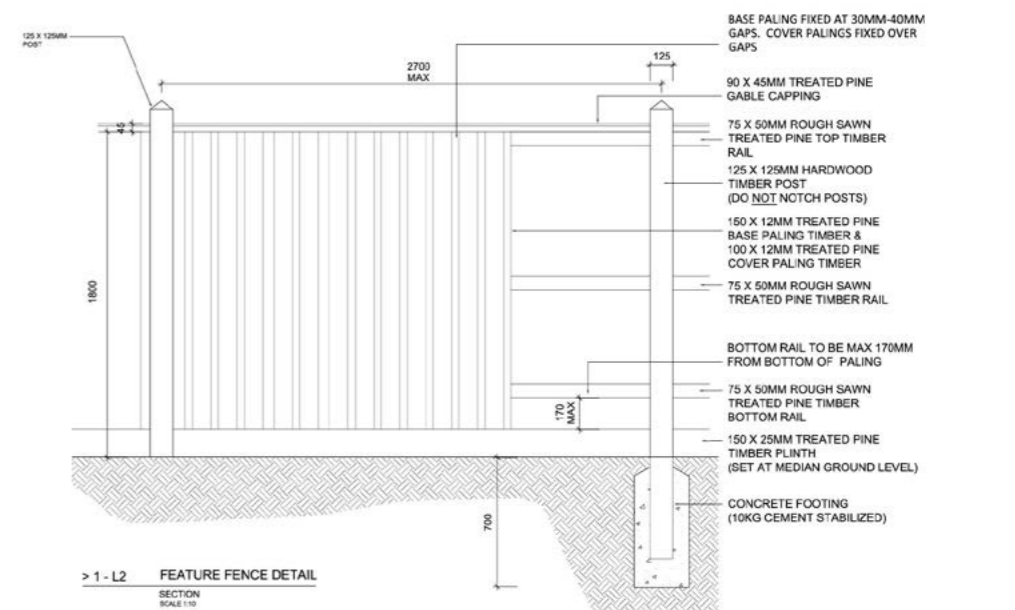 125 X 125MM
POST
2700
MAX
125
BASE PALING FIXED AT 30MM-40MM
GAPS. COVER PALINGS FIXED OVER
GAPS
90 X 45MM TREATED PINE
GABLE CAPPING
45
75 X 50MM ROUGH SAWN
TREATED PINE TOP TIMBER
RAIL
125 X 125MM HARDWOOD
TIMBER POST
(DO NOT NOTCH POSTS)
150 X 12MM TREATED PINE
BASE PALING TIMBER &
100 X 12MM TREATED PINE
COVER PALING TIMBER
1800
75 X 50MM ROUGH SAWN
TREATED PINE TIMBER RAIL
BOTTOM RAIL TO BE MAX 170MM
FROM BOTTOM OF PALING
170
MAX
75 X 50MM ROUGH SAWN
TREATED PINE TIMBER
BOTTOM RAIL
150 X 25MM TREATED PINE
TIMBER PLINTH
(SET AT MEDIAN GROUND LEVEL)
700
CONCRETE FOOTING
(10KG CEMENT STABILIZED)
> 1 - L2 FEATURE FENCE DETAIL
SECTION
SCALE 1:10